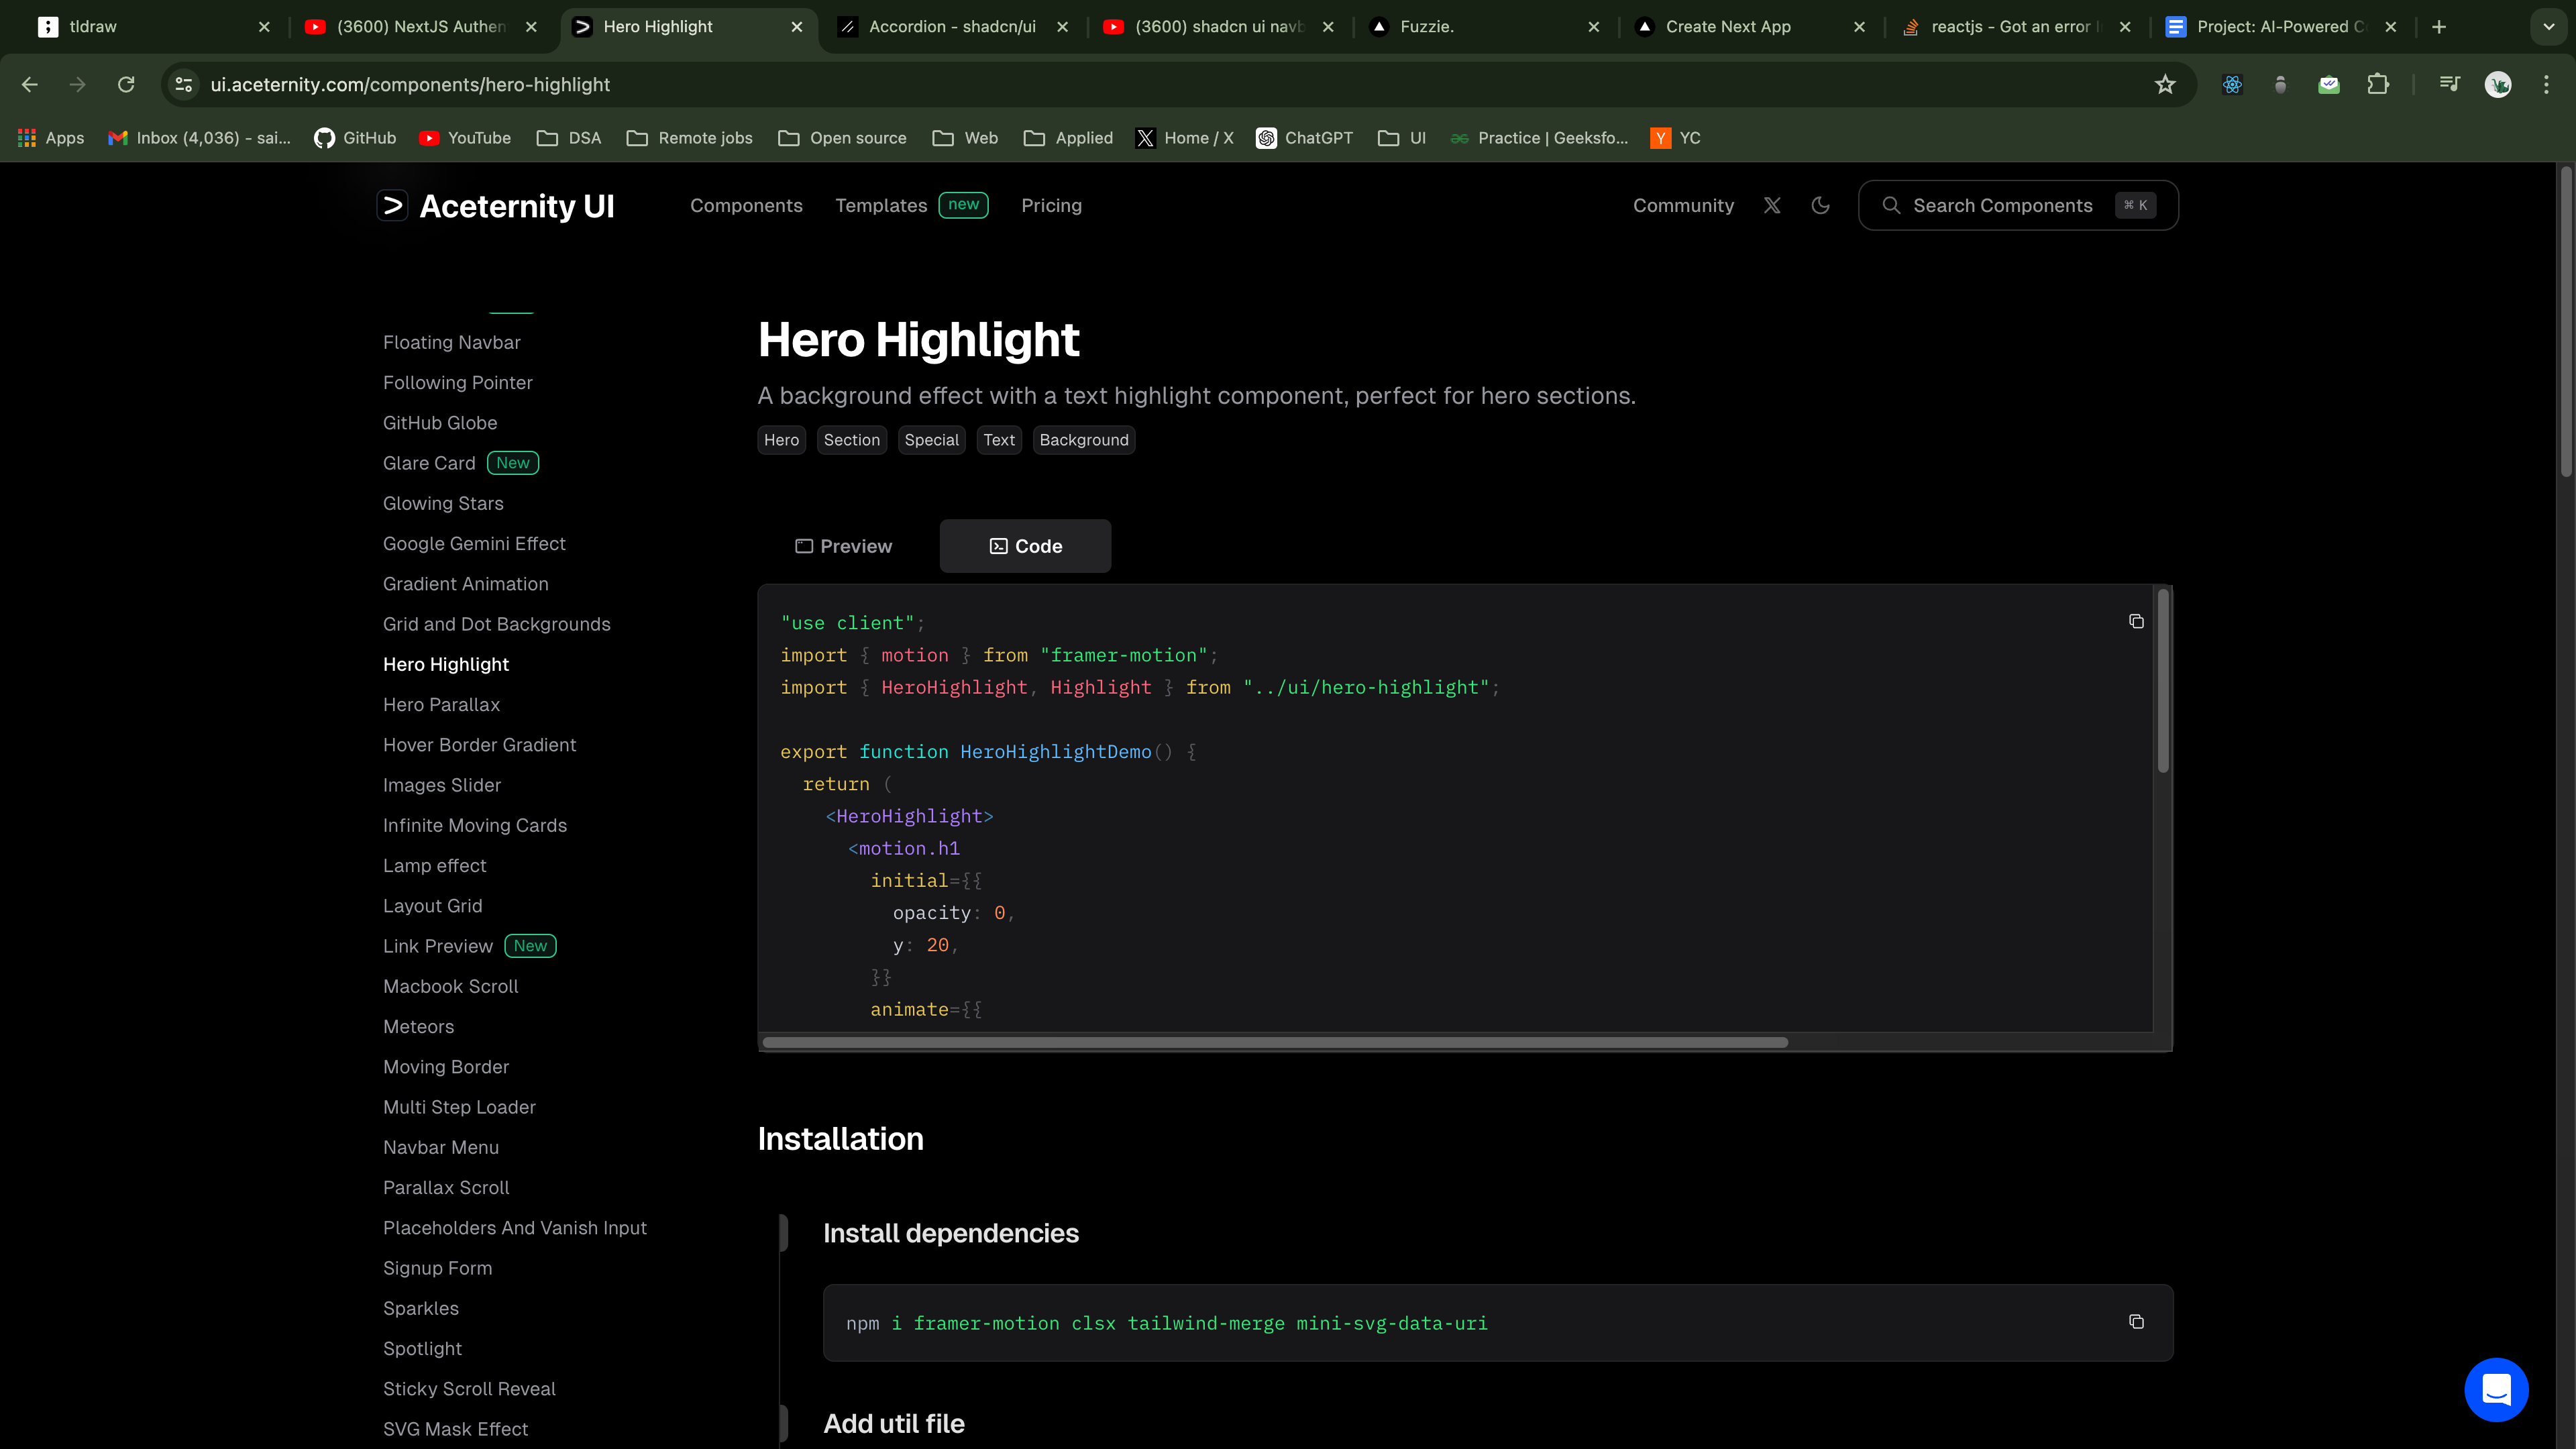 tldraw
(3600) NextJS Authen
Hero Highlight
Accordion - shadcn/ui
(3600) shadcn ui navb
Fuzzie.
Create Next App
reactjs - Got an error
Project: AI-Powered
ui.aceternity.com/components/hero-highlight
Apps
Inbox (4,036) - sai...
GitHub
YouTube
DSA
Remote jobs
Open source
Web
Applied
Home / X
ChatGPT
UI
Practice | Geeksfo...
YC
Aceternity UI
Components
Templates new
Pricing
Community
Search Components ⌘ K
Floating Navbar
Following Pointer
GitHub Globe
Glare Card New
Glowing Stars
Google Gemini Effect
Gradient Animation
Grid and Dot Backgrounds
Hero Highlight
Hero Parallax
Hover Border Gradient
Images Slider
Infinite Moving Cards
Lamp effect
Layout Grid
Link Preview New
Macbook Scroll
Meteors
Moving Border
Multi Step Loader
Navbar Menu
Parallax Scroll
Placeholders And Vanish Input
Signup Form
Sparkles
Spotlight
Sticky Scroll Reveal
SVG Mask Effect
Hero Highlight
A background effect with a text highlight component, perfect for hero sections.
Hero Section Special Text Background
Preview Code
"use client";
import { motion } from "framer-motion";
import { HeroHighlight, Highlight } from "../ui/hero-highlight";
export function HeroHighlightDemo() {
return (
<HeroHighlight>
<motion.h1
initial={{
opacity: 0,
y: 20,
}}
animate={{
Installation
Install dependencies
npm i framer-motion clsx tailwind-merge mini-svg-data-uri
Add util file